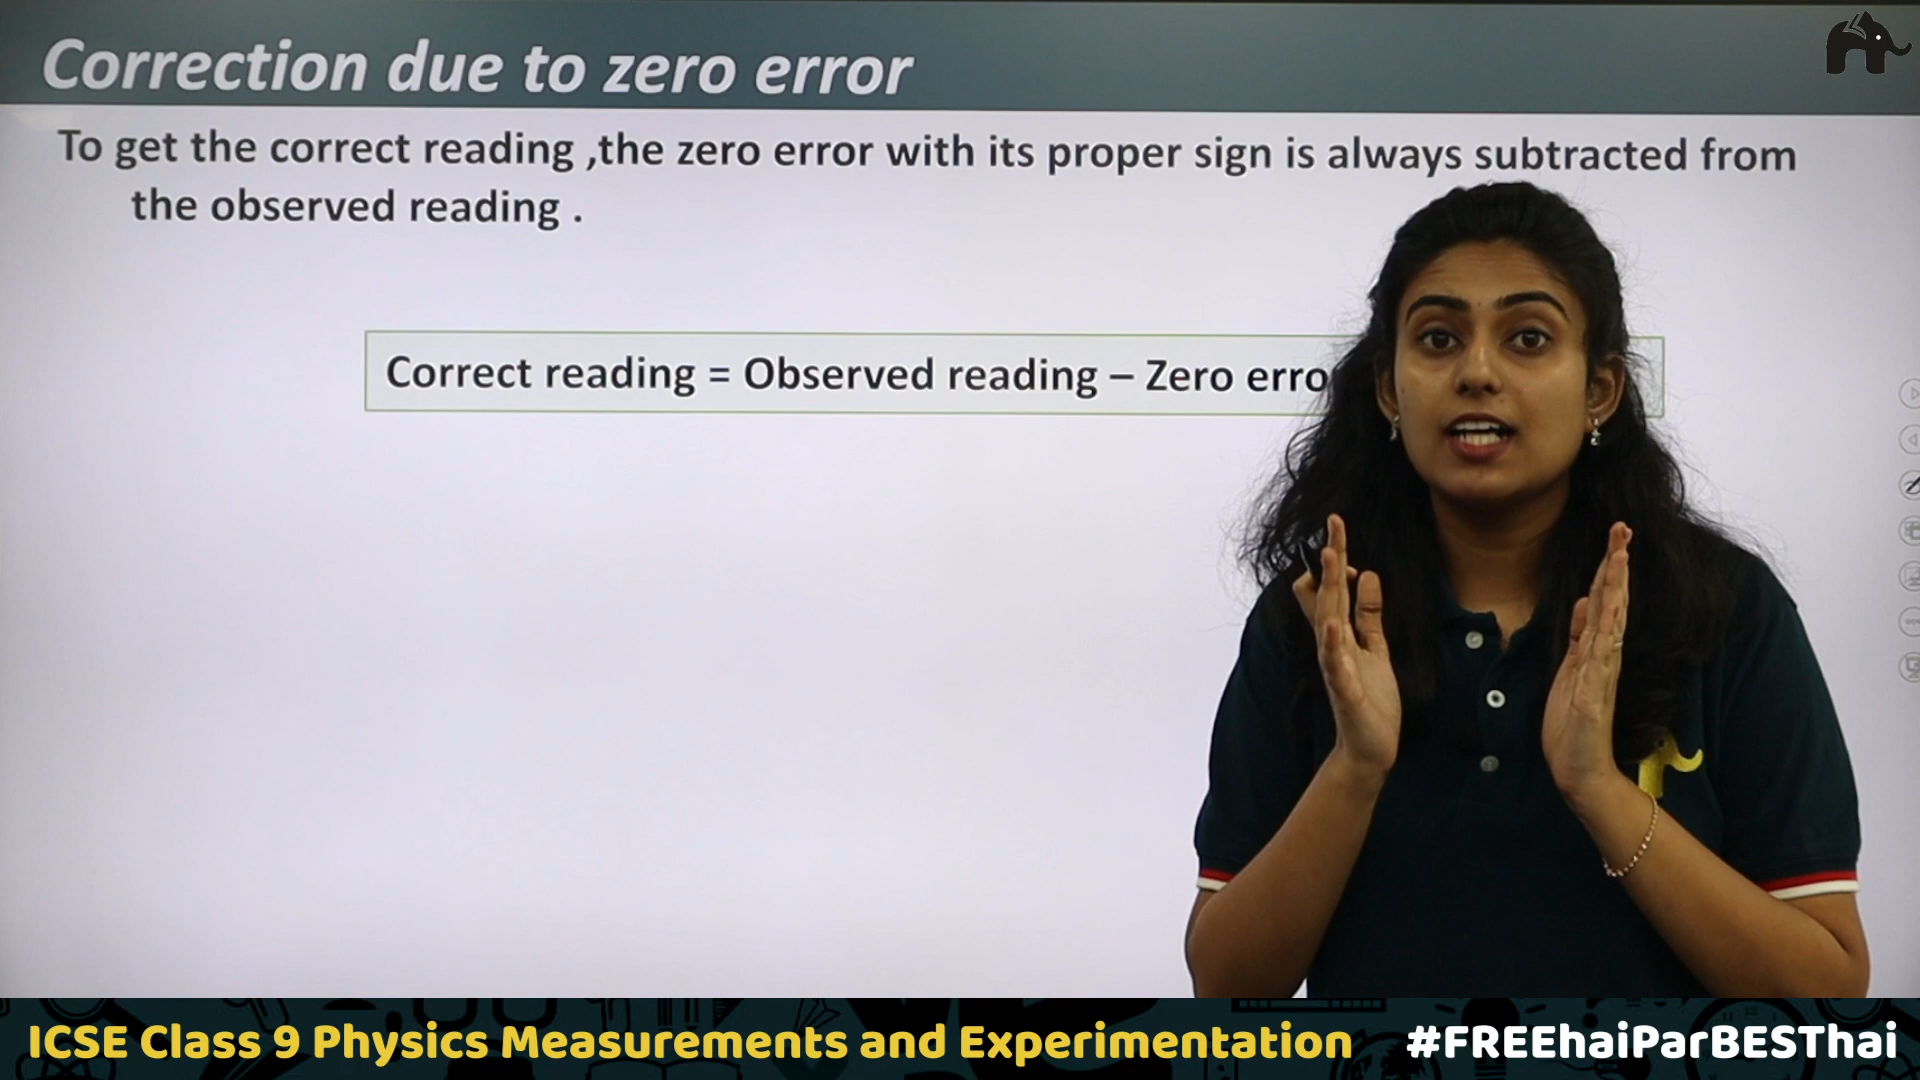 Correction due to zero error
To get the correct reading ,the zero error with its proper sign is always subtracted from
the observed reading .
Correct reading = Observed reading – Zero erro
ICSE Class 9 Physics Measurements and Experimentation #FREEhaiParBESThai